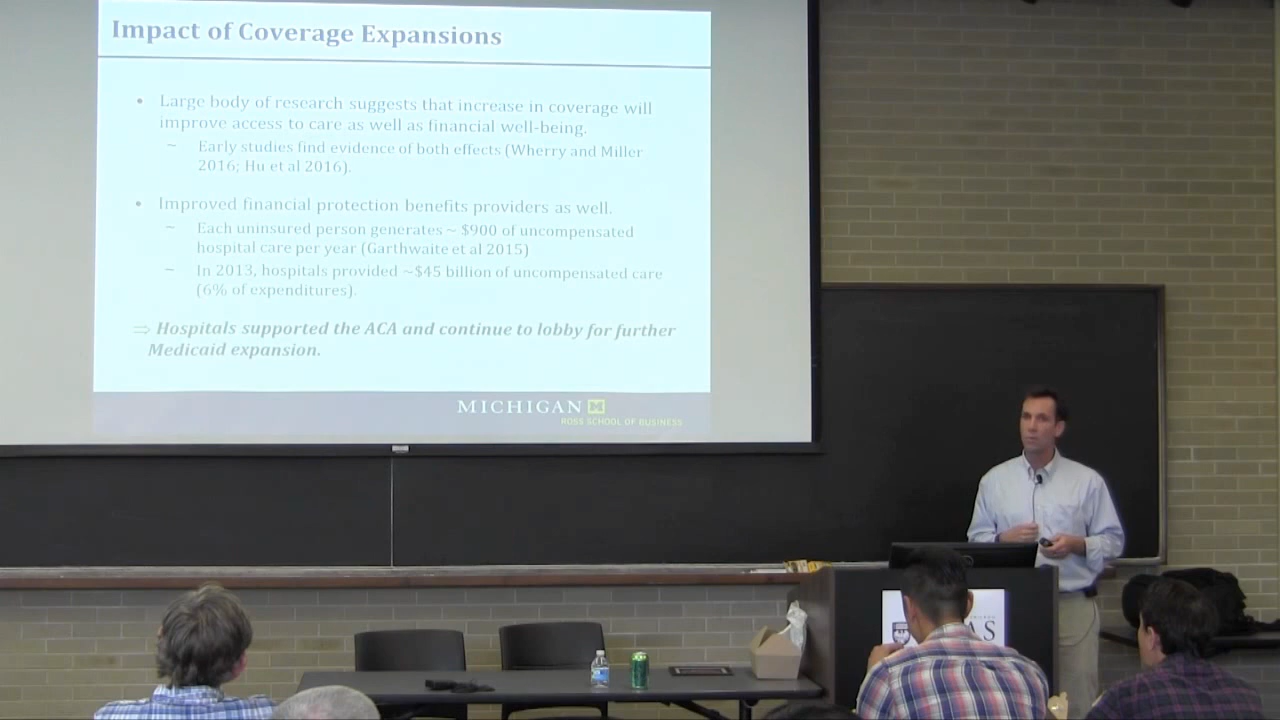 Impact of Coverage Expansions
• Large body of research suggests that increase in coverage will
improve access to care as well as financial well-being.
~ Early studies find evidence of both effects (Wherry and Miller
2016; Hu et al 2016).
• Improved financial protection benefits providers as well.
~ Each uninsured person generates ~ $900 of uncompensated
hospital care per year (Garthwaite et al 2015)
~ In 2013, hospitals provided ~$45 billion of uncompensated care
(6% of expenditures).
⇒ Hospitals supported the ACA and continue to lobby for further
Medicaid expansion.
MICHIGAN
ROSS SCHOOL OF BUSINESS